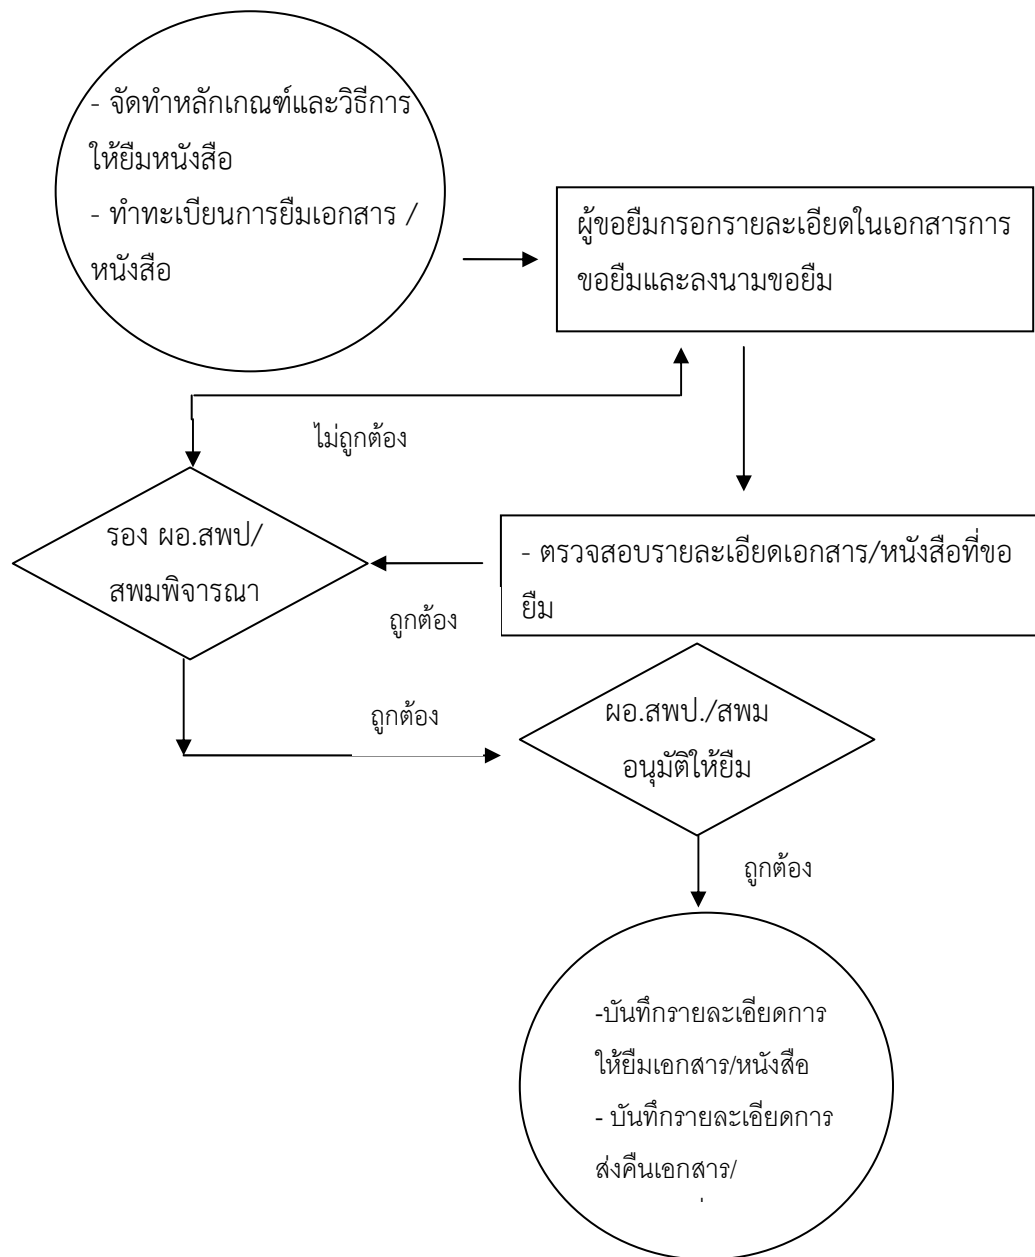 - จัดทำหลักเกณฑ์และวิธีการ
ให้ยืมหนังสือ
- ทำทะเบียนการยืมเอกสาร /
หนังสือ
ผู้ขอยืมกรอกรายละเอียดในเอกสารการ
ขอยืมและลงนามขอยืม
ไม่ถูกต้อง
รอง ผอ.สพป/
สพมพิจารณา
- ตรวจสอบรายละเอียดเอกสาร/หนังสือที่ขอ
ยืม
ถูกต้อง
ถูกต้อง
ผอ.สพป./สพม
อนุมัติให้ยืม
ถูกต้อง
-บันทึกรายละเอียดการ
ให้ยืมเอกสาร/หนังสือ
- บันทึกรายละเอียดการ
ส่งคืนเอกสาร/